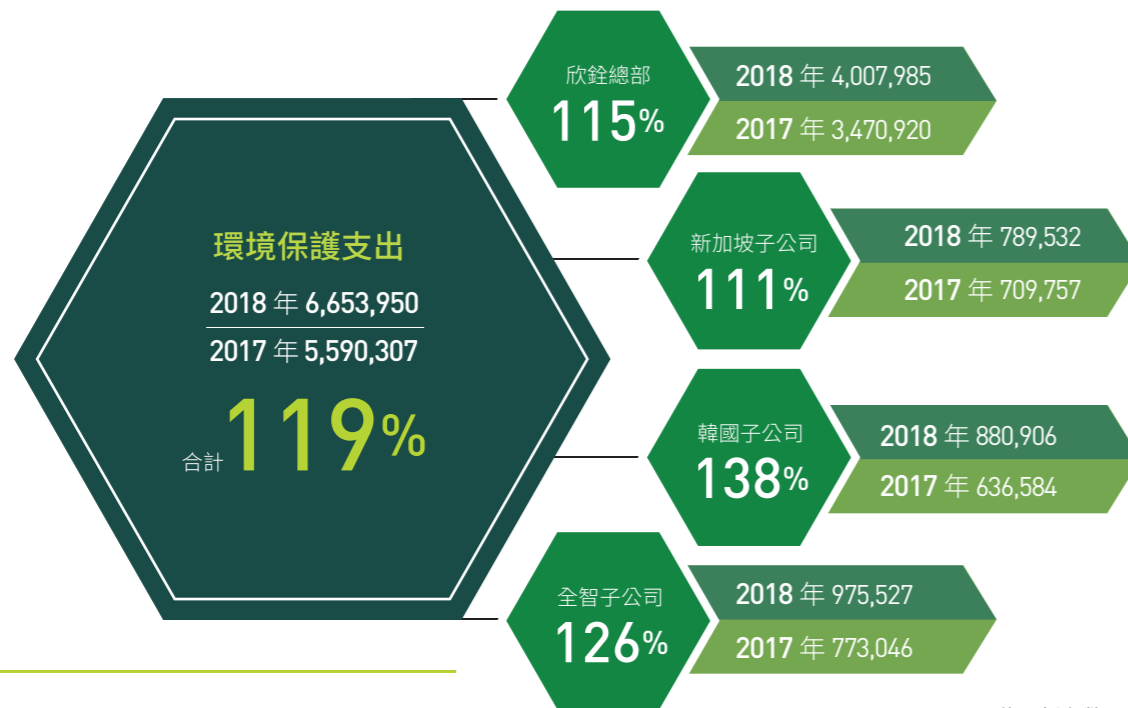 環境保護支出
2018 年 6,653,950
2017 年 5,590,307
合計 119%
欣銓總部
115%
2018 年 4,007,985
2017 年 3,470,920
新加坡子公司
111%
2018 年 789,532
2017 年 709,757
韓國子公司
138%
2018 年 880,906
2017 年 636,584
全智子公司
126%
2018 年 975,527
2017 年 773,046